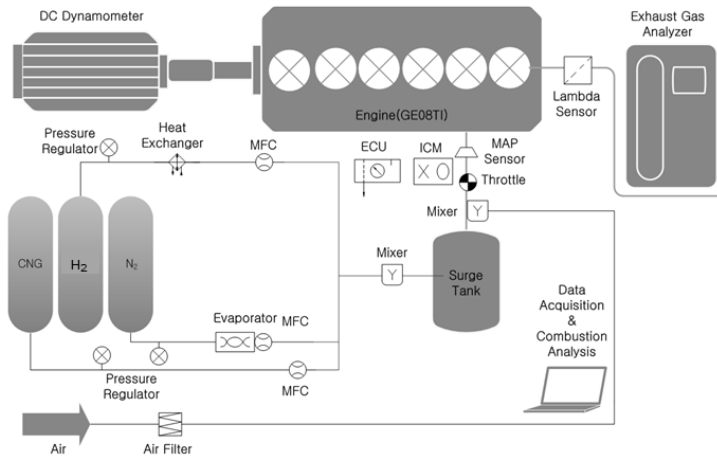 DC Dynamometer
Exhaust Gas
Analyzer
Engine(GE08TI)
Lambda
Sensor
Pressure
Regulator
Heat
Exchanger
MFC
ECU
ICM
MAP
Sensor
Throttle
Mixer
Y
CNG
H2
N2
Mixer
Y
Surge
Tank
Evaporator
MFC
Data
Acquisition
&
Combustion
Analysis
Pressure
Regulator
MFC
Air
Air Filter